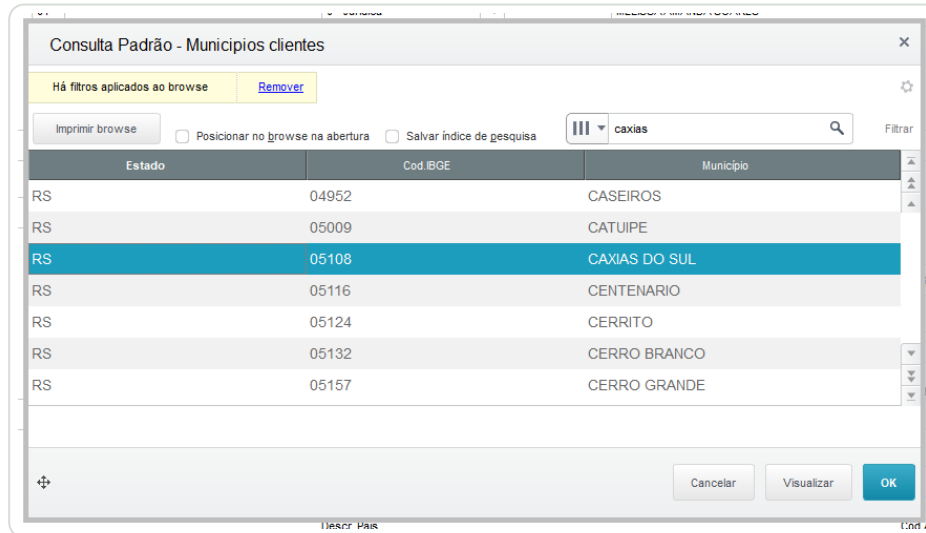 Consulta Padrão - Municipios clientes
Há filtros aplicados ao browse Remover
Imprimir browse Posicionar no browse na abertura Salvar índice de pesquisa caxias Filtrar
Estado Cod.IBGE Município
RS 04952 CASEIROS
RS 05009 CATUIPE
RS 05108 CAXIAS DO SUL
RS 05116 CENTENARIO
RS 05124 CERRITO
RS 05132 CERRO BRANCO
RS 05157 CERRO GRANDE
Cancelar Visualizar OK
Descr. Pais